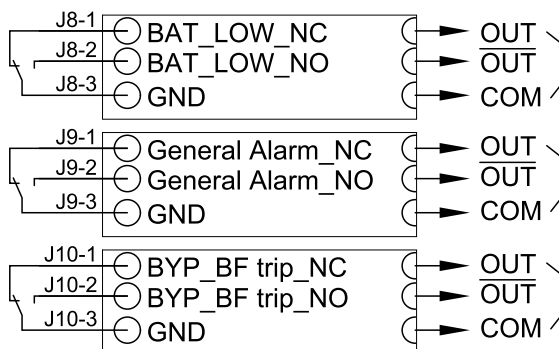 J8-1 BAT_LOW_NC OUT
J8-2 BAT_LOW_NO OUT
J8-3 GND COM
J9-1 General Alarm_NC OUT
J9-2 General Alarm_NO OUT
J9-3 GND COM
J10-1 BYP_BF trip_NC OUT
J10-2 BYP_BF trip_NO OUT
J10-3 GND COM